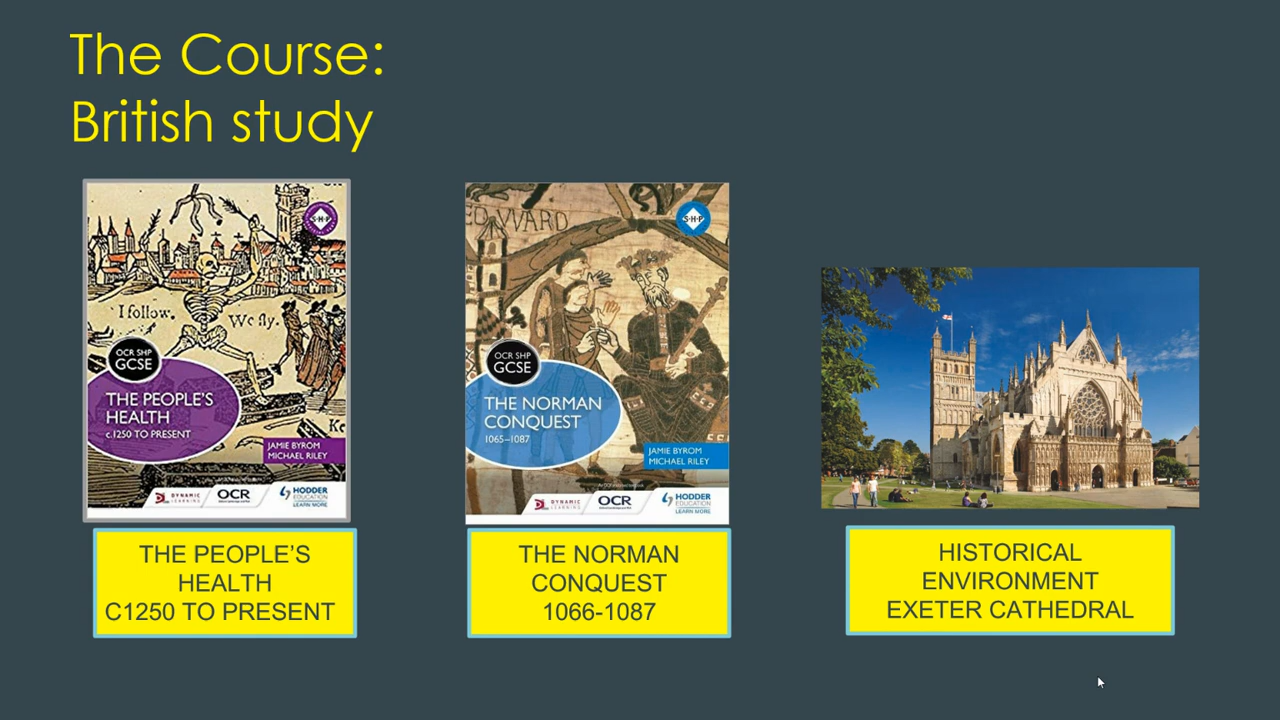 The Course:
British study
S·H·P
I follow.
We fly.
OCR SHP
GCSE
THE PEOPLE'S
HEALTH
c.1250 TO PRESENT
JAMIE BYROM
MICHAEL RILEY
DYNAMIC
LEARNING
OCR
HODDER
EDUCATION
LEARN MORE
THE PEOPLE’S
HEALTH
C1250 TO PRESENT
WARD
S·H·P
OCR SHP
GCSE
THE NORMAN
CONQUEST
1065–1087
JAMIE BYROM
MICHAEL RILEY
DYNAMIC
LEARNING
OCR
HODDER
EDUCATION
LEARN MORE
THE NORMAN
CONQUEST
1066-1087
HISTORICAL
ENVIRONMENT
EXETER CATHEDRAL